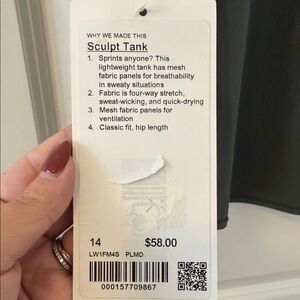 WHY WE MADE THIS
Sculpt Tank
1. Sprints anyone? This
lightweight tank has mesh
fabric panels for breathability
in sweaty situations
2. Fabric is four-way stretch,
sweat-wicking, and quick-drying
3. Mesh fabric panels for
ventilation
4. Classic fit, hip length
14 $58.00
LW1FM4S PLMD
000157709867